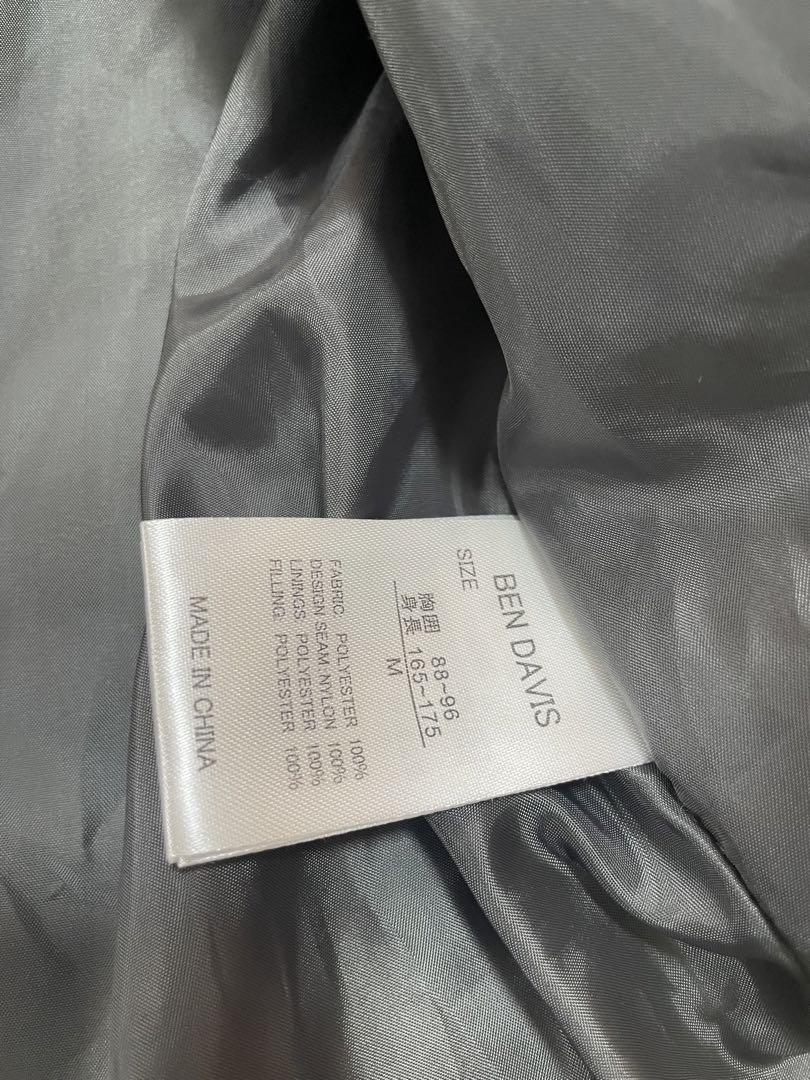 BEN DAVIS
SIZE
胸囲 88~96
身長 165~175
M
FABRIC POLYESTER 100%
DESIGN SEAM NYLON 100%
LININGS POLYESTER 100%
FILLING POLYESTER 100%
MADE IN CHINA